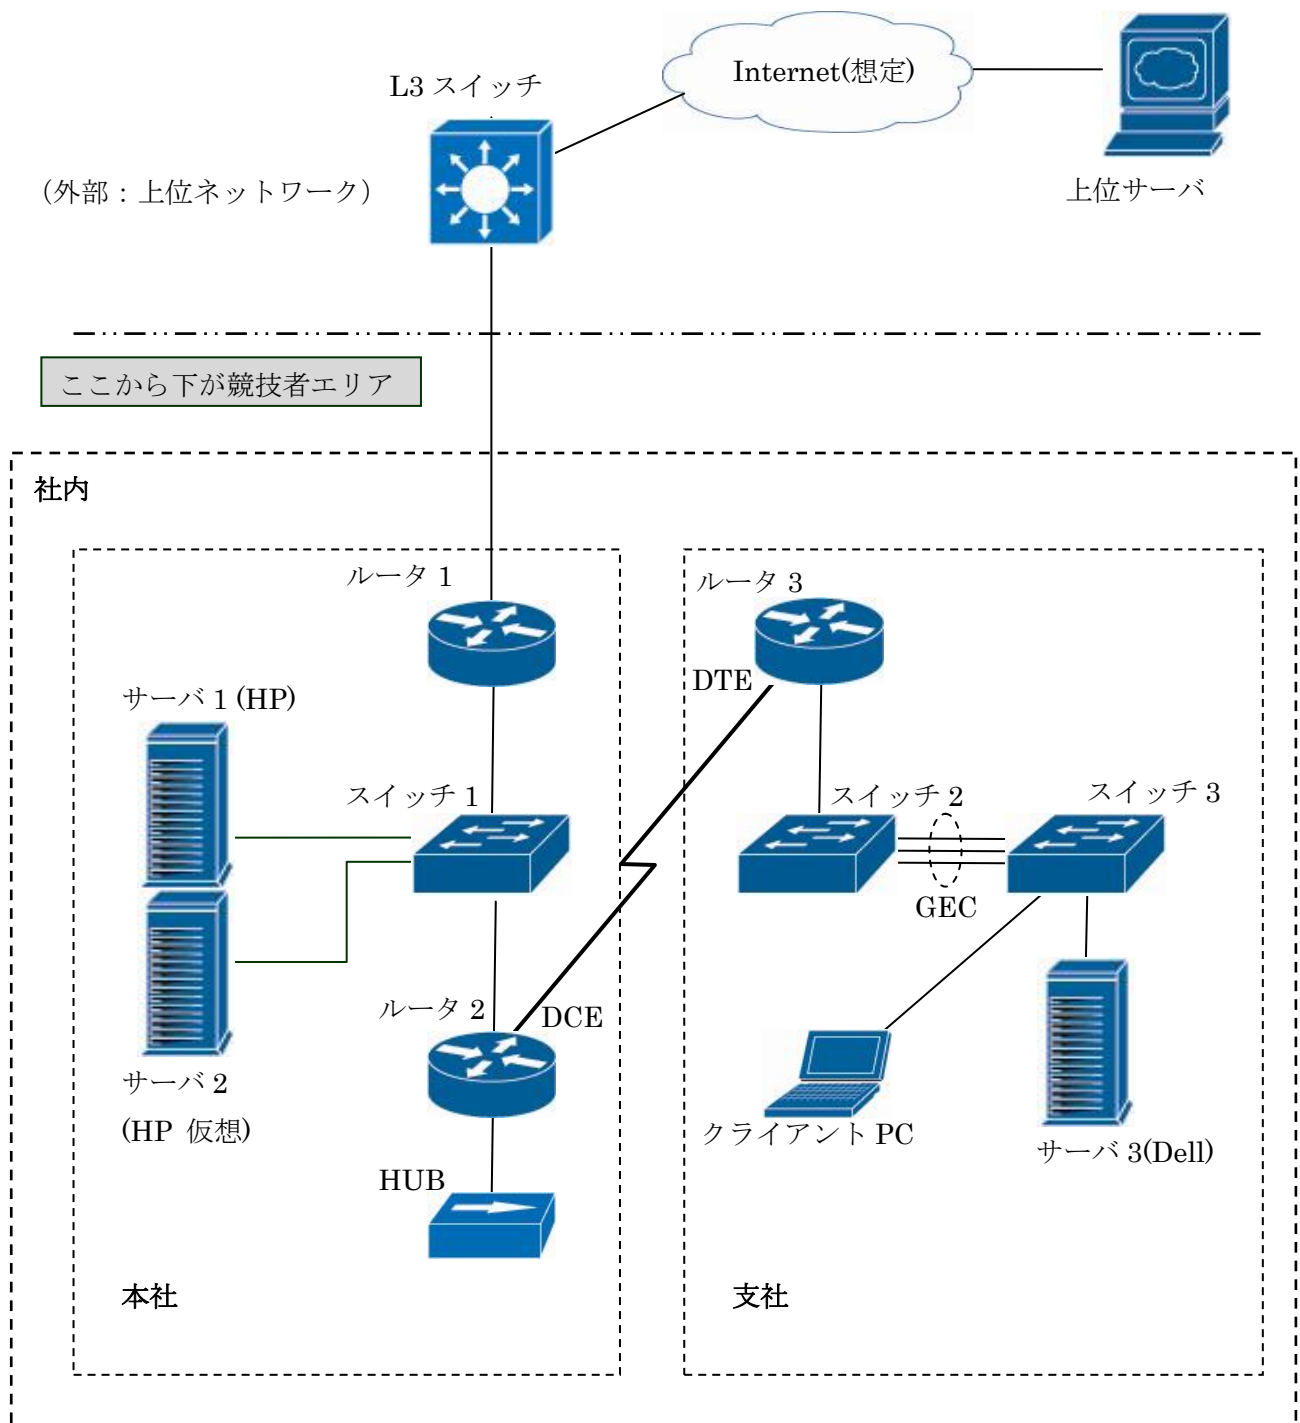 Internet(想定)
L3 スイッチ
(外部：上位ネットワーク)
上位サーバ
ここから下が競技者エリア
社内
ルータ 1
ルータ 3
DTE
サーバ 1 (HP)
スイッチ 1
スイッチ 2
スイッチ 3
GEC
ルータ 2
DCE
サーバ 2
(HP 仮想)
クライアント PC
サーバ 3(Dell)
HUB
本社
支社